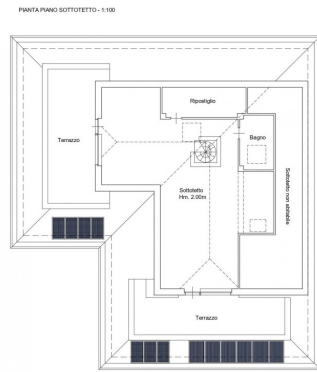 PIANTA PIANO SOTTOTETTO - 1:100
Ripostiglio
Terrazzo
Bagno
Sottotetto
Hm. 2.00m
Sottotetto non abitabile
Terrazzo